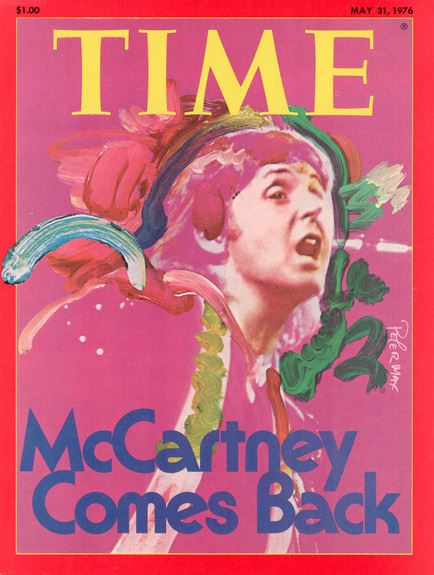 $1.00
MAY 31, 1976
TIME
®
PETER MAX
McCartney
Comes Back